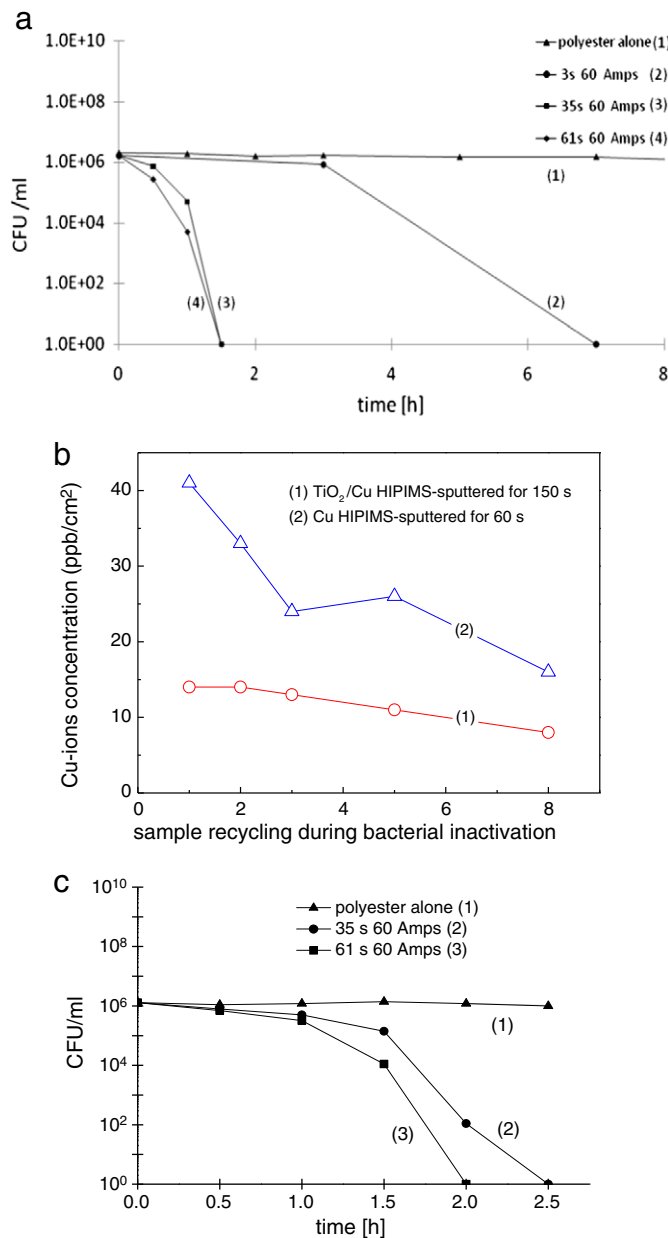 a
1.0E+10
1.0E+08
1.0E+06
1.0E+04
1.0E+02
1.0E+00
CFU /ml
polyester alone (1)
3s 60 Amps (2)
35s 60 Amps (3)
61s 60 Amps (4)
(1)
(4)
(3)
(2)
0
2
4
6
8
time [h]
b
40
30
20
10
0
Cu-ions concentration (ppb/cm²)
(1) TiO₂/Cu HIPIMS-sputtered for 150 s
(2) Cu HIPIMS-sputtered for 60 s
(2)
(1)
0
2
4
6
8
sample recycling during bacterial inactivation
c
10¹⁰
10⁸
10⁶
10⁴
10²
10⁰
CFU/ml
polyester alone (1)
35 s 60 Amps (2)
61 s 60 Amps (3)
(1)
(3)
(2)
0.0
0.5
1.0
1.5
2.0
2.5
time [h]